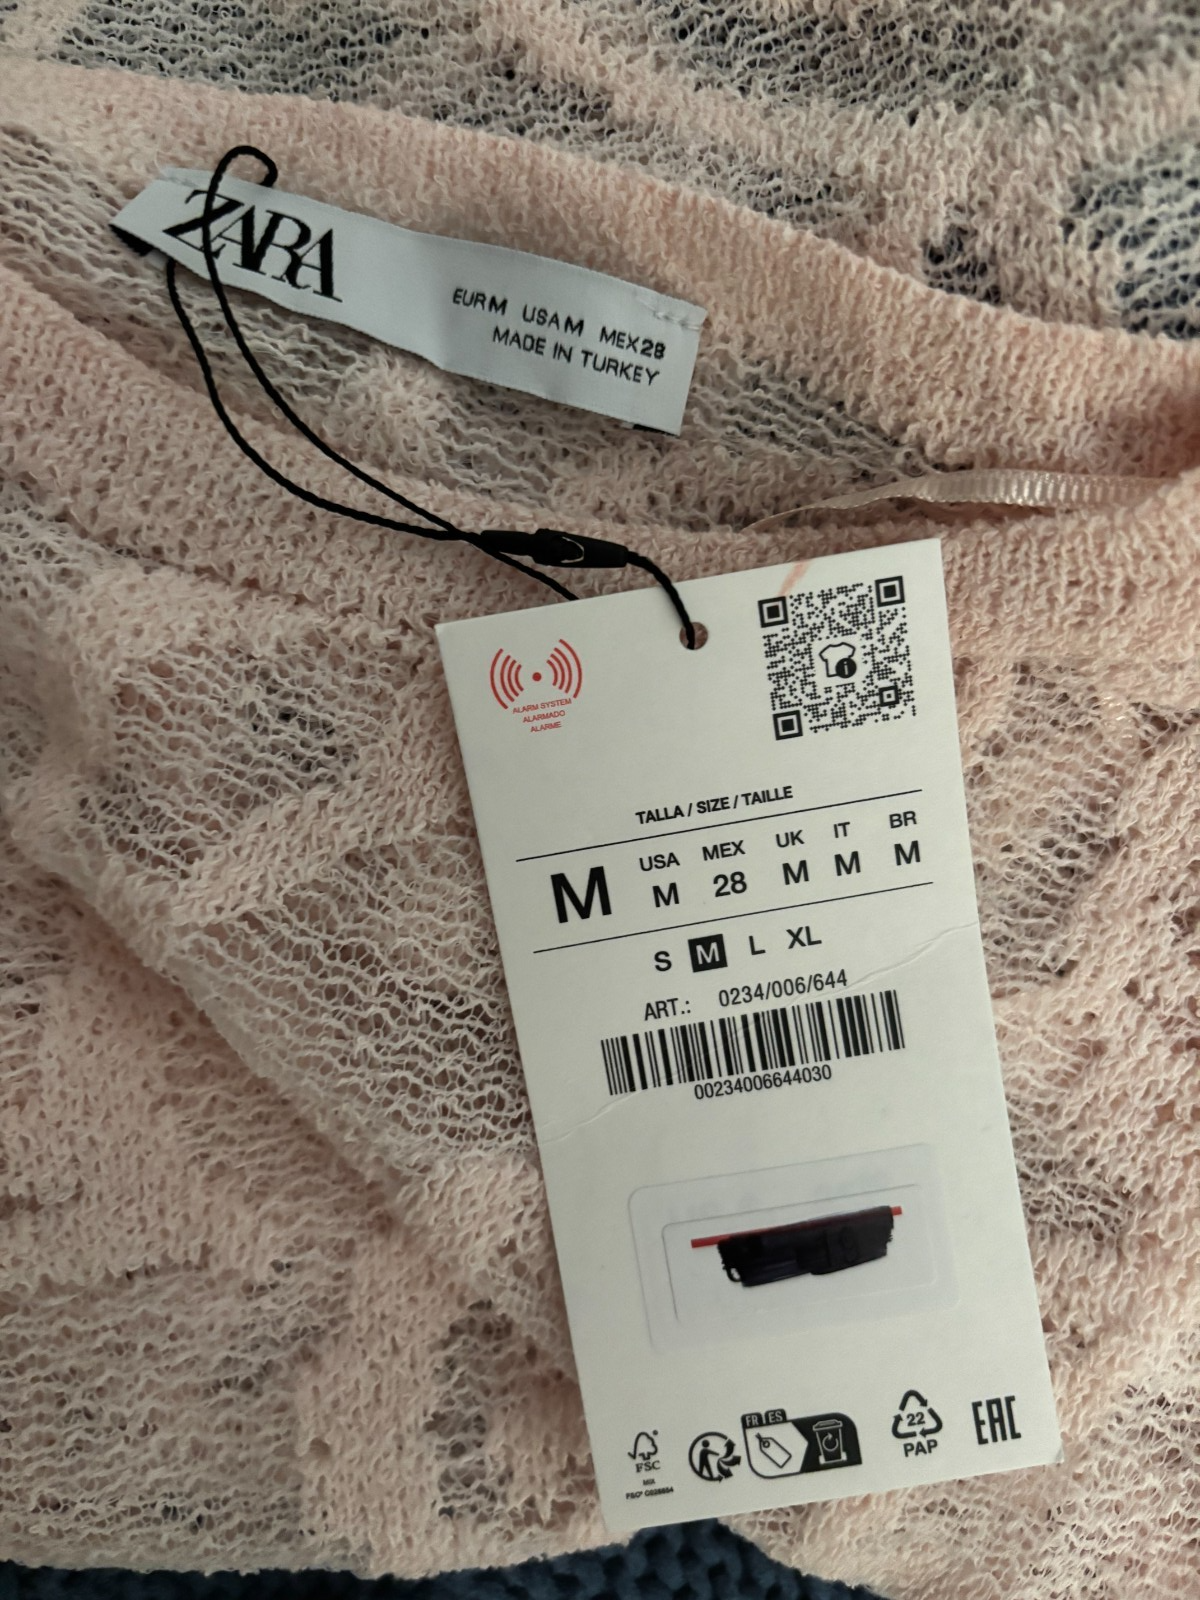 ZARA
EUR M USA M MEX 28
MADE IN TURKEY
ALARM SYSTEM
ALARMADO
ALARME
TALLA / SIZE / TAILLE
USA MEX UK IT BR
M M 28 M M M
S M L XL
ART.: 0234/006/644
00234006644030
FR ES
FSC
MIX
22
PAP
EAC